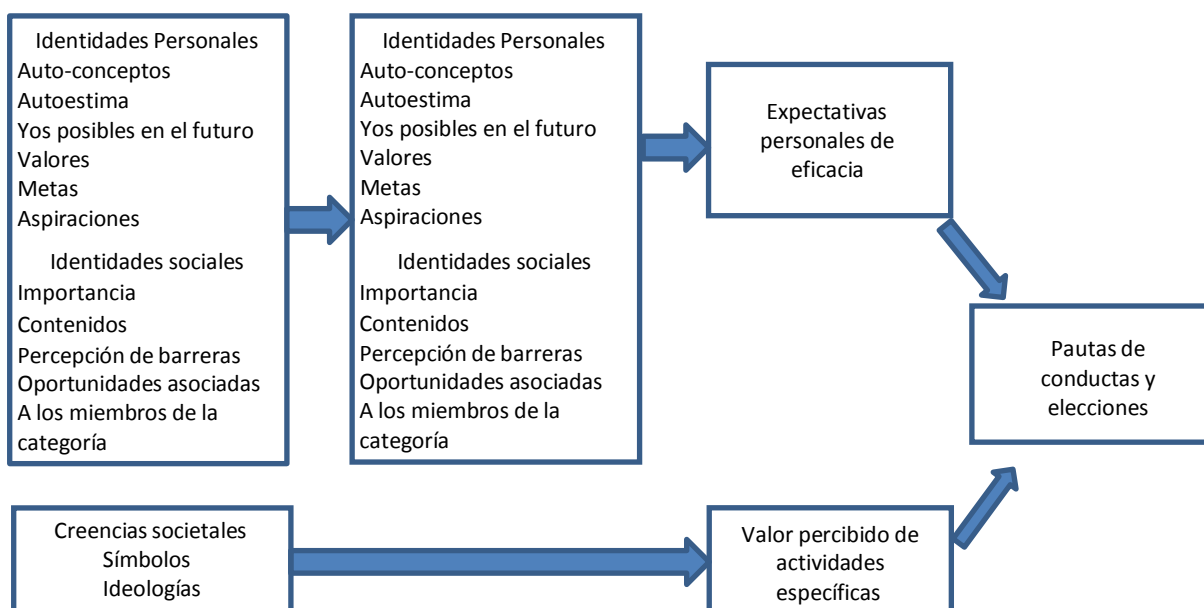 Identidades Personales
Auto-conceptos
Autoestima
Yos posibles en el futuro
Valores
Metas
Aspiraciones
Identidades sociales
Importancia
Contenidos
Percepción de barreras
Oportunidades asociadas
A los miembros de la
categoría
Identidades Personales
Auto-conceptos
Autoestima
Yos posibles en el futuro
Valores
Metas
Aspiraciones
Identidades sociales
Importancia
Contenidos
Percepción de barreras
Oportunidades asociadas
A los miembros de la
categoría
Expectativas
personales de
eficacia
Pautas de
conductas y
elecciones
Creencias societales
Símbolos
Ideologías
Valor percibido de
actividades
específicas